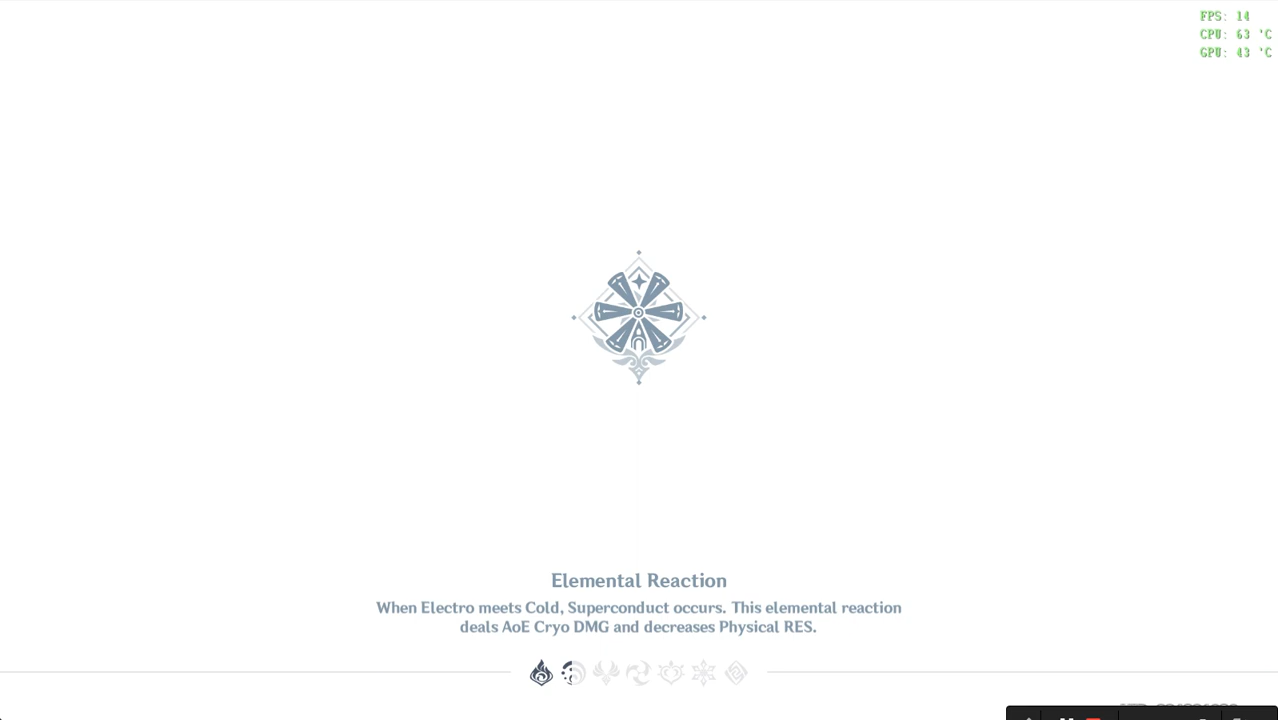 FPS: 14
CPU: 63 'C
GPU: 43 'C
Elemental Reaction
When Electro meets Cold, Superconduct occurs. This elemental reaction
deals AoE Cryo DMG and decreases Physical RES.